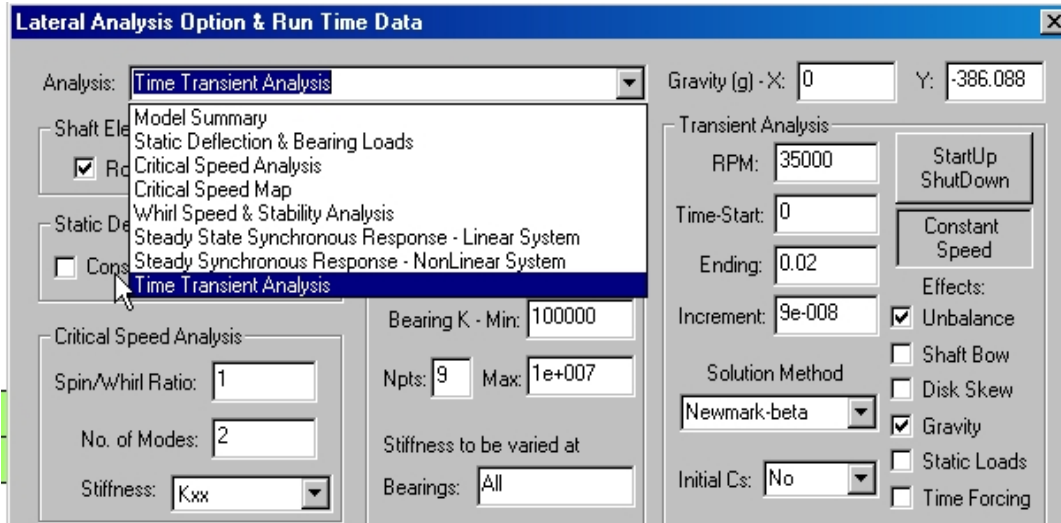 Lateral Analysis Option & Run Time Data
Analysis: Time Transient Analysis
Model Summary
Static Deflection & Bearing Loads
Critical Speed Analysis
Critical Speed Map
Whirl Speed & Stability Analysis
Steady State Synchronous Response - Linear System
Steady Synchronous Response - NonLinear System
Time Transient Analysis
Gravity (g) - X: 0 Y: -386.088
Shaft Ele
Static De
Critical Speed Analysis
Spin/Whirl Ratio: 1
No. of Modes: 2
Stiffness: Kxx
Bearing K - Min: 100000
Npts: 9 Max: 1e+007
Stiffness to be varied at
Bearings: All
Transient Analysis
RPM: 35000
Time-Start: 0
Ending: 0.02
Increment: 9e-008
Solution Method
Newmark-beta
Initial Cs: No
StartUp
ShutDown
Constant
Speed
Effects:
Unbalance
Shaft Bow
Disk Skew
Gravity
Static Loads
Time Forcing